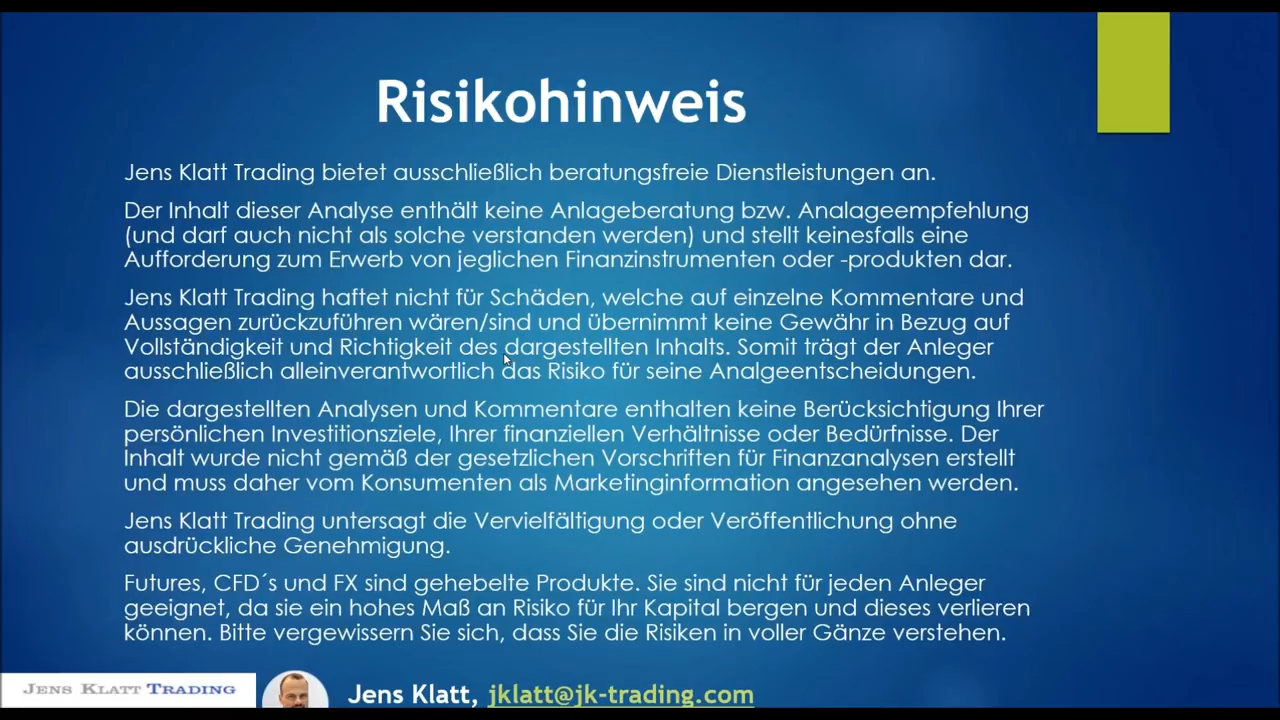 Risikohinweis
Jens Klatt Trading bietet ausschließlich beratungsfreie Dienstleistungen an.
Der Inhalt dieser Analyse enthält keine Anlageberatung bzw. Analageempfehlung
(und darf auch nicht als solche verstanden werden) und stellt keinesfalls eine
Aufforderung zum Erwerb von jeglichen Finanzinstrumenten oder -produkten dar.
Jens Klatt Trading haftet nicht für Schäden, welche auf einzelne Kommentare und
Aussagen zurückzuführen wären/sind und übernimmt keine Gewähr in Bezug auf
Vollständigkeit und Richtigkeit des dargestellten Inhalts. Somit trägt der Anleger
ausschließlich alleinverantwortlich das Risiko für seine Analgeentscheidungen.
Die dargestellten Analysen und Kommentare enthalten keine Berücksichtigung Ihrer
persönlichen Investitionsziele, Ihrer finanziellen Verhältnisse oder Bedürfnisse. Der
Inhalt wurde nicht gemäß der gesetzlichen Vorschriften für Finanzanalysen erstellt
und muss daher vom Konsumenten als Marketinginformation angesehen werden.
Jens Klatt Trading untersagt die Vervielfältigung oder Veröffentlichung ohne
ausdrückliche Genehmigung.
Futures, CFD´s und FX sind gehebelte Produkte. Sie sind nicht für jeden Anleger
geeignet, da sie ein hohes Maß an Risiko für Ihr Kapital bergen und dieses verlieren
können. Bitte vergewissern Sie sich, dass Sie die Risiken in voller Gänze verstehen.
JENS KLATT TRADING
Jens Klatt, jklatt@jk-trading.com